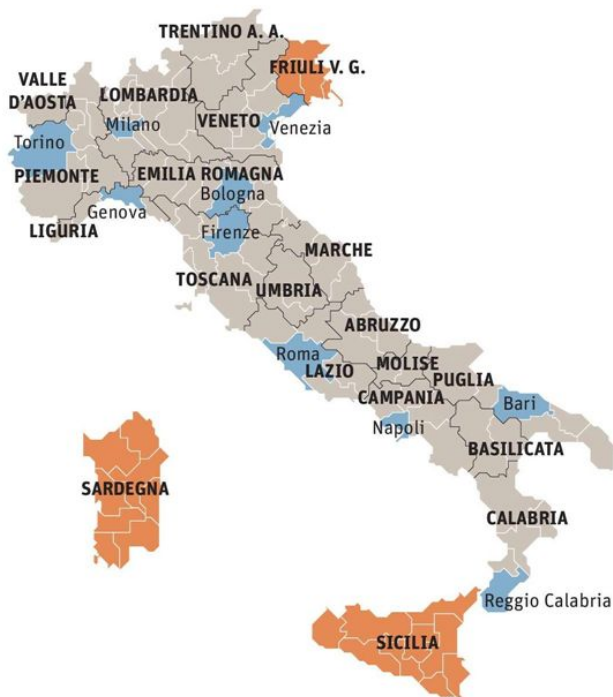 TRENTINO A. A.
FRIULI V. G.
VALLE
D'AOSTA
LOMBARDIA
Milano
VENETO
Venezia
Torino
PIEMONTE
EMILIA ROMAGNA
Bologna
Genova
LIGURIA
Firenze
MARCHE
TOSCANA
UMBRIA
ABRUZZO
Roma
LAZIO
MOLISE
PUGLIA
CAMPANIA
Bari
Napoli
BASILICATA
SARDEGNA
CALABRIA
Reggio Calabria
SICILIA